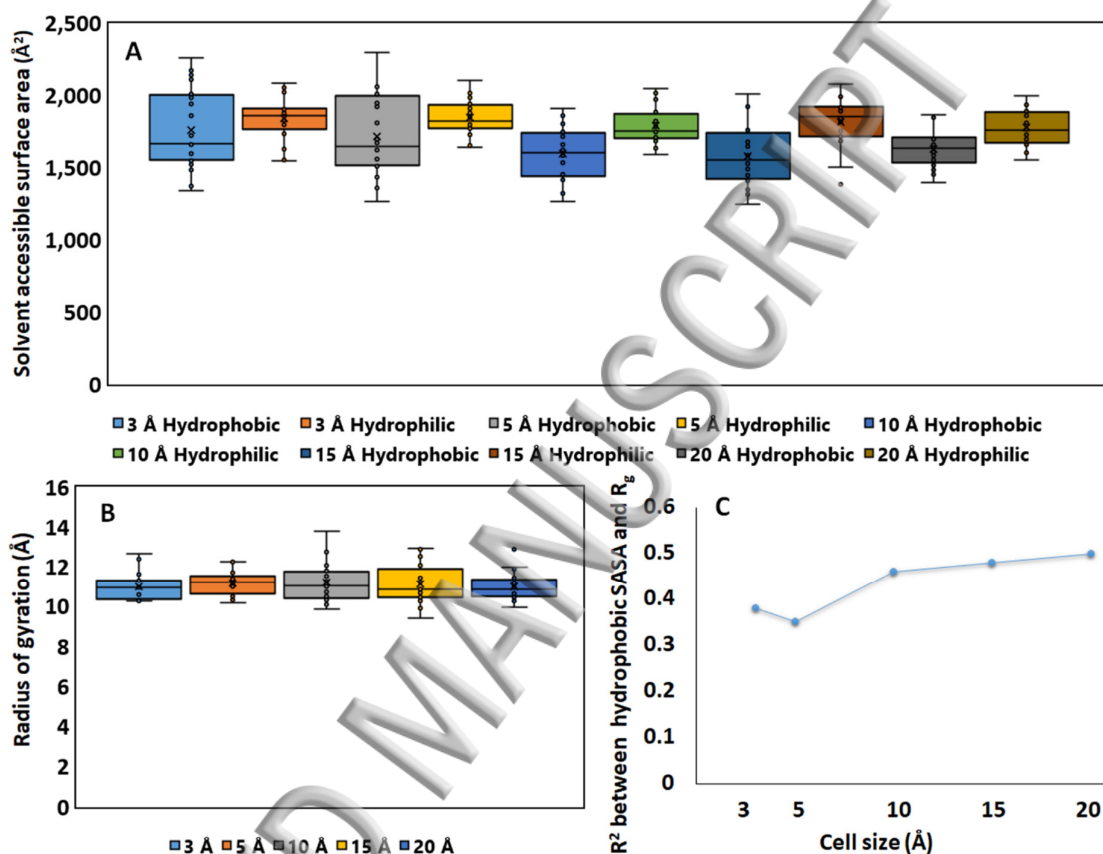 A
Solvent accessible surface area (Å²)
2,500
2,000
1,500
1,000
500
0
3 Å Hydrophobic 3 Å Hydrophilic 5 Å Hydrophobic 5 Å Hydrophilic 10 Å Hydrophobic
10 Å Hydrophilic 15 Å Hydrophobic 15 Å Hydrophilic 20 Å Hydrophobic 20 Å Hydrophilic
B
Radius of gyration (Å)
16
14
12
10
8
6
4
2
0
3 Å 5 Å 10 Å 15 Å 20 Å
C
R² between hydrophobic SASA and Rg
0.6
0.5
0.4
0.3
0.2
0.1
0
3 5 10 15 20
Cell size (Å)
D MANUSCRIPT